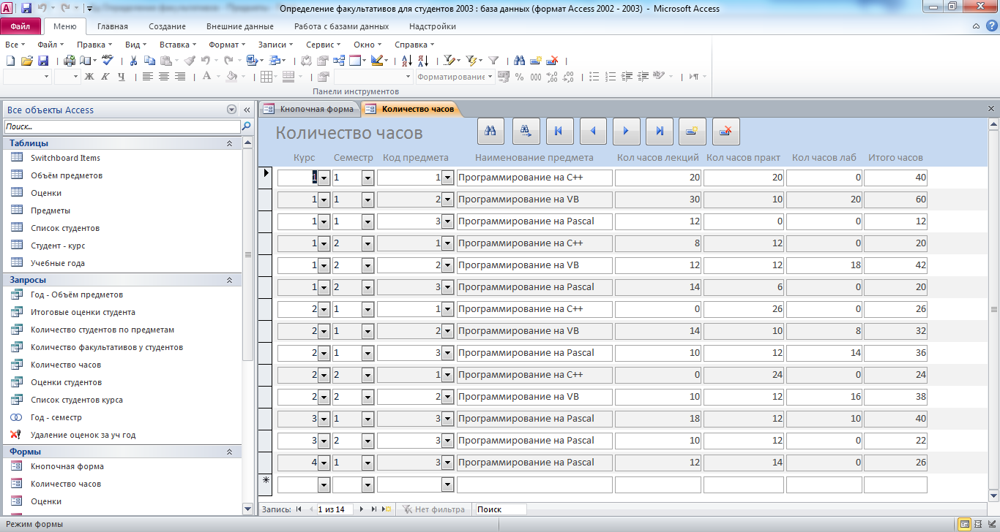 Определение факультативов для студентов 2003 : база данных (формат Access 2002 - 2003) - Microsoft Access
Файл Меню Главная Создание Внешние данные Работа с базами данных Надстройки
Все Файл Правка Вид Вставка Формат Записи Сервис Окно Справка
Ж К Ч А Форматирование % 000
Панели инструментов
Все объекты Access
Поиск...
Таблицы
Switchboard Items
Объём предметов
Оценки
Предметы
Список студентов
Студент - курс
Учебные года
Запросы
Год - Объём предметов
Итоговые оценки студента
Количество студентов по предметам
Количество факультативов у студентов
Количество часов
Оценки студентов
Список студентов курса
Год - семестр
Удаление оценок за уч год
Формы
Кнопочная форма
Количество часов
Оценки
Кнопочная форма Количество часов
Количество часов
Курс Семестр Код предмета Наименование предмета Кол часов лекций Кол часов практ Кол часов лаб Итого часов
1 1 1 Программирование на C++ 20 20 0 40
1 1 2 Программирование на VB 30 10 20 60
1 1 3 Программирование на Pascal 12 0 0 12
1 2 1 Программирование на C++ 8 12 0 20
1 2 2 Программирование на VB 12 12 18 42
1 2 3 Программирование на Pascal 14 6 0 20
2 1 1 Программирование на C++ 0 26 0 26
2 1 2 Программирование на VB 14 10 8 32
2 1 3 Программирование на Pascal 10 12 14 36
2 2 1 Программирование на C++ 0 24 0 24
2 2 2 Программирование на VB 10 12 16 38
3 1 3 Программирование на Pascal 18 12 10 40
3 2 3 Программирование на Pascal 10 12 0 22
4 1 3 Программирование на Pascal 12 14 0 26
Запись: 1 из 14 Нет фильтра Поиск
Режим формы